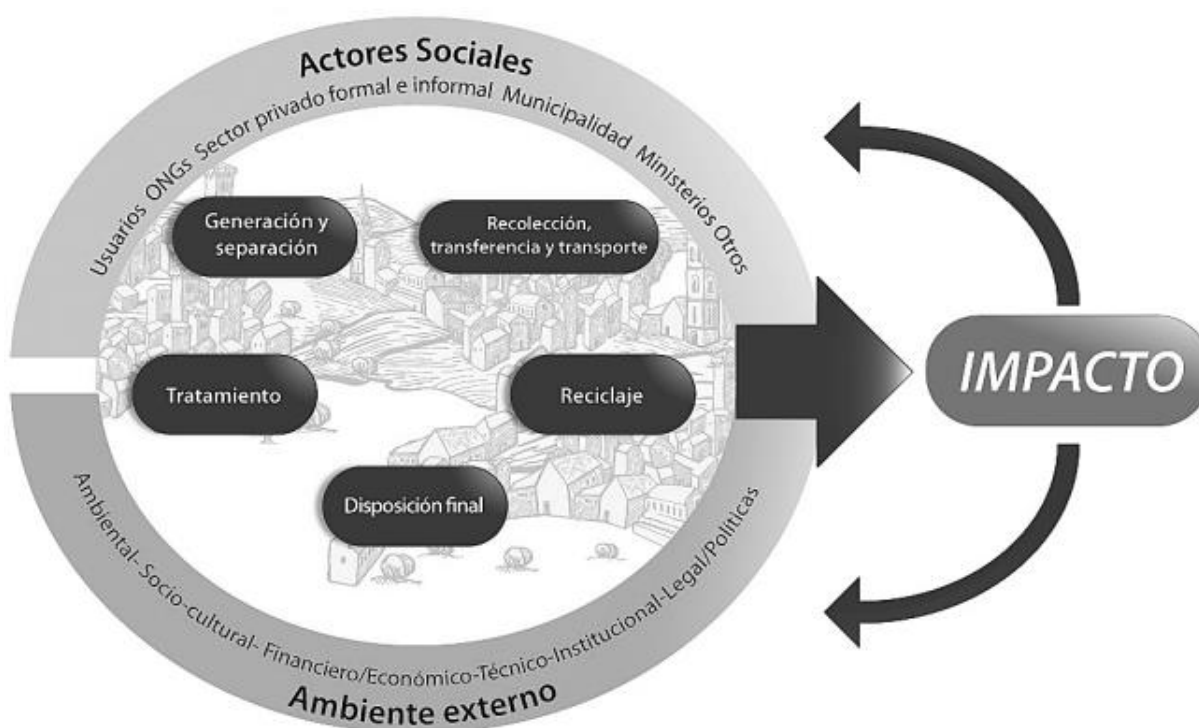 Actores Sociales
Usuarios ONGs Sector privado formal e informal Municipalidad Ministerios Otros
Generación y
separación
Recolección,
transferencia y transporte
Tratamiento
Reciclaje
Disposición final
IMPACTO
Ambiental- Socio-cultural- Financiero/Económico-Técnico-Institucional-Legal/Políticas
Ambiente externo